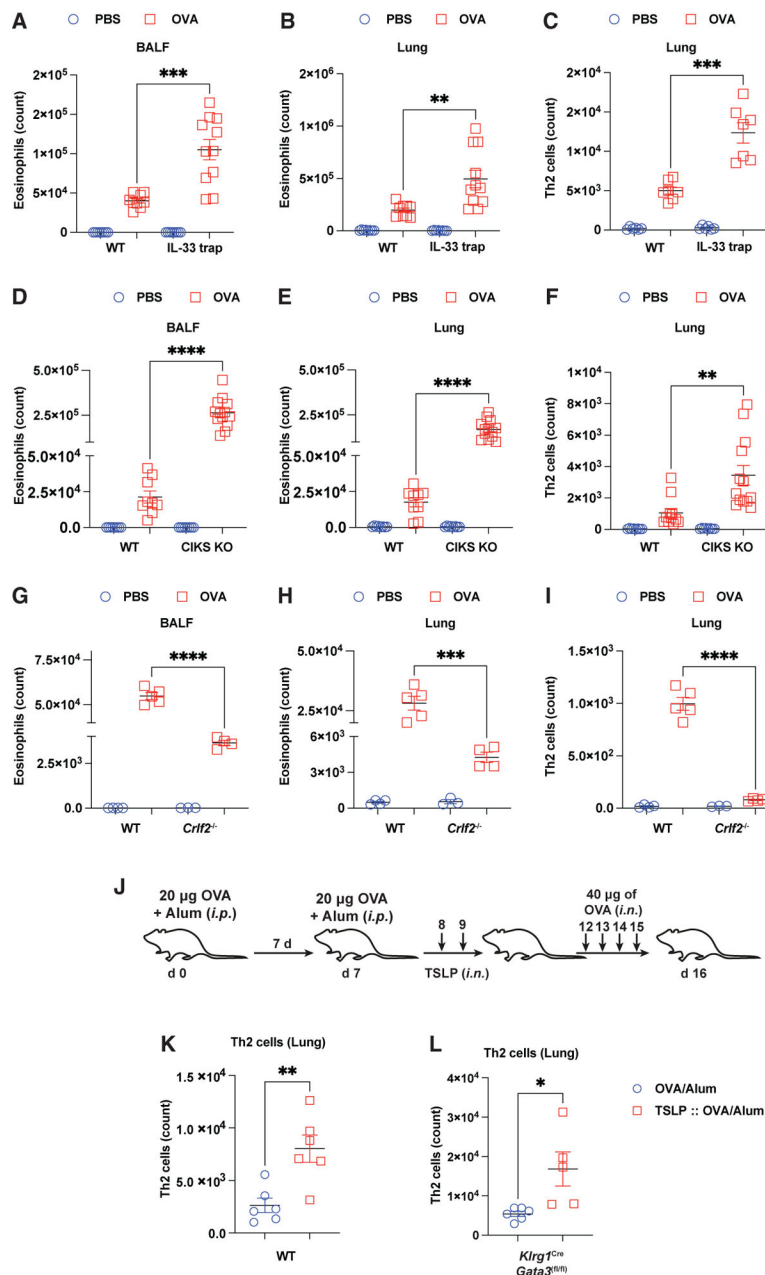 A
PBS OVA
BALF
Eosinophils (count)
2×10⁵
2×10⁵
1×10⁵
5×10⁴
0
***
WT IL-33 trap
B
PBS OVA
Lung
Eosinophils (count)
2×10⁶
1×10⁶
5×10⁵
0
**
WT IL-33 trap
C
PBS OVA
Lung
Th2 cells (count)
2×10⁴
2×10⁴
1×10⁴
5×10³
0
***
WT IL-33 trap
D
PBS OVA
BALF
Eosinophils (count)
5.0×10⁵
2.5×10⁵
5.0×10⁴
2.5×10⁴
0.0
****
WT CIKS KO
E
PBS OVA
Lung
Eosinophils (count)
5.0×10⁵
2.5×10⁵
5.0×10⁴
2.5×10⁴
0.0
****
WT CIKS KO
F
PBS OVA
Lung
Th2 cells (count)
1×10⁴
8×10³
6×10³
4×10³
2×10³
0
**
WT CIKS KO
G
PBS OVA
BALF
Eosinophils (count)
7.5×10⁴
5.0×10⁴
2.5×10⁴
2.5×10³
0.0
****
WT Crlf2-/-
H
PBS OVA
Lung
Eosinophils (count)
5.0×10⁴
2.5×10⁴
6×10³
3×10³
0
***
WT Crlf2-/-
I
PBS OVA
Lung
Th2 cells (count)
1.5×10³
1.0×10³
5.0×10²
0.0
****
WT Crlf2-/-
J
20 µg OVA
+ Alum (i.p.)
d 0
7 d
20 µg OVA
+ Alum (i.p.)
d 7
8 9
TSLP (i.n.)
40 µg of
OVA (i.n.)
12 13 14 15
d 16
K
Th2 cells (Lung)
Th2 cells (count)
1.5×10⁴
1.0×10⁴
5.0×10³
0.0
**
WT
L
Th2 cells (Lung)
Th2 cells (count)
4×10⁴
3×10⁴
2×10⁴
1×10⁴
0
*
Klrg1Cre
Gata3(fl/fl)
OVA/Alum
TSLP :: OVA/Alum